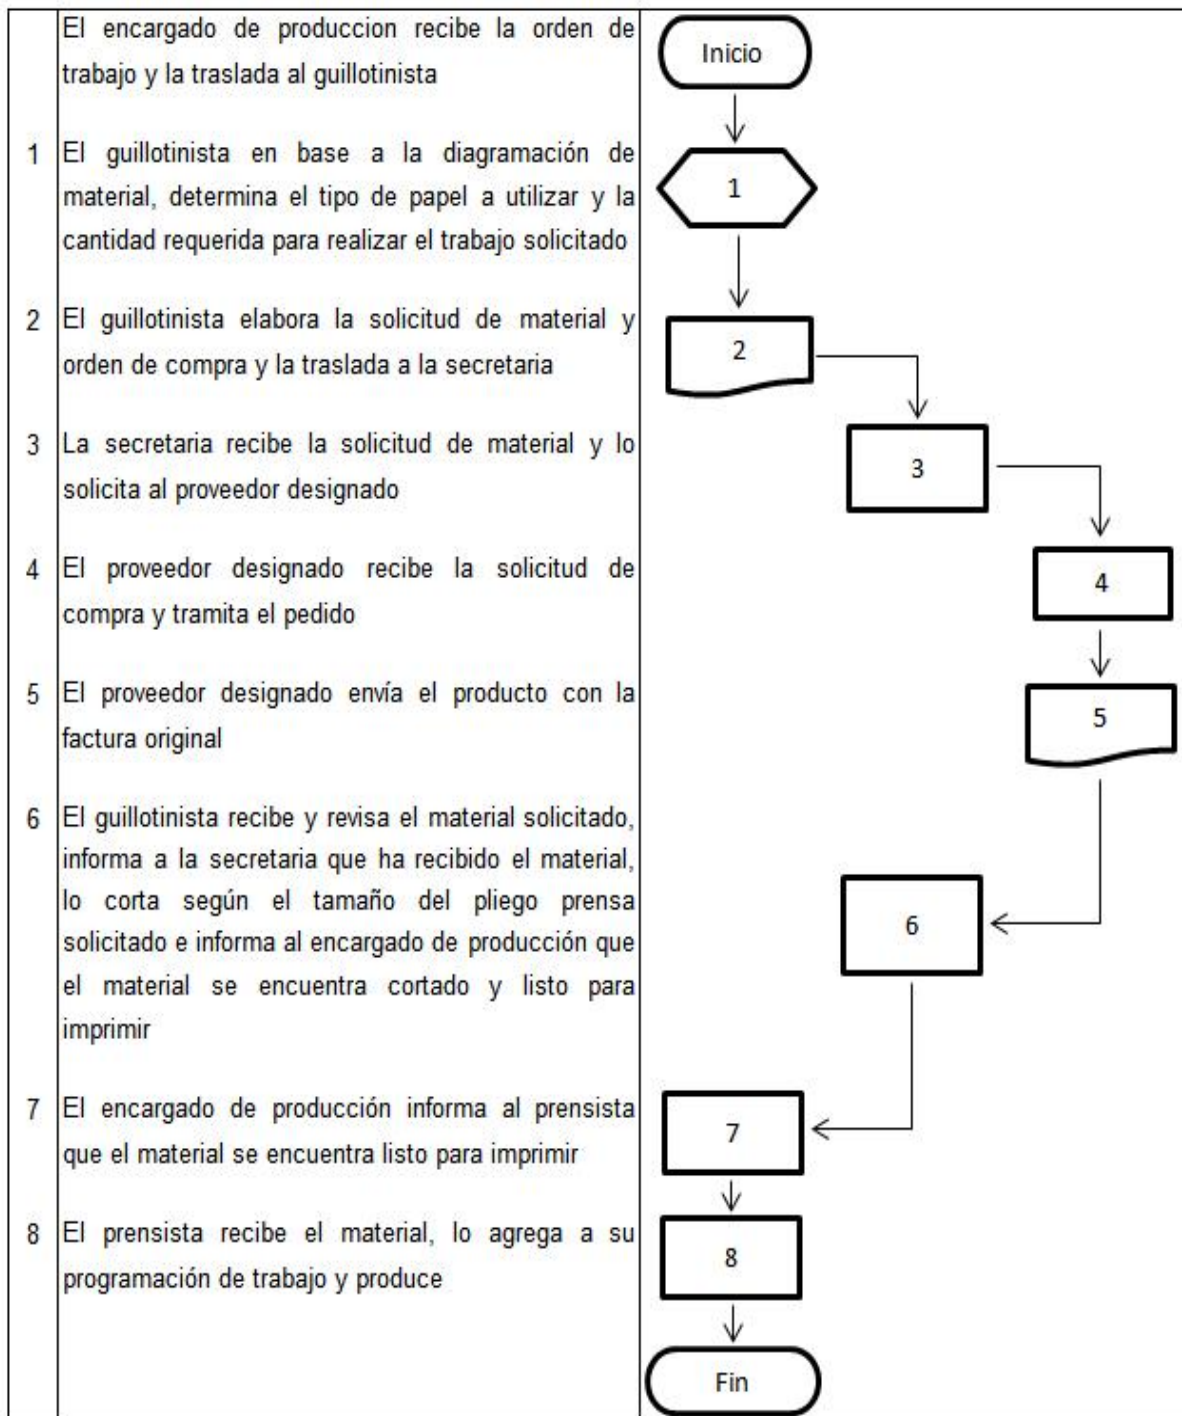 El encargado de produccion recibe la orden de
trabajo y la traslada al guillotinista
Inicio
1 El guillotinista en base a la diagramación de
material, determina el tipo de papel a utilizar y la
cantidad requerida para realizar el trabajo solicitado
1
2 El guillotinista elabora la solicitud de material y
orden de compra y la traslada a la secretaria
2
3 La secretaria recibe la solicitud de material y lo
solicita al proveedor designado
3
4 El proveedor designado recibe la solicitud de
compra y tramita el pedido
4
5 El proveedor designado envía el producto con la
factura original
5
6 El guillotinista recibe y revisa el material solicitado,
informa a la secretaria que ha recibido el material,
lo corta según el tamaño del pliego prensa
solicitado e informa al encargado de producción que
el material se encuentra cortado y listo para
imprimir
6
7 El encargado de producción informa al prensista
que el material se encuentra listo para imprimir
7
8 El prensista recibe el material, lo agrega a su
programación de trabajo y produce
8
Fin